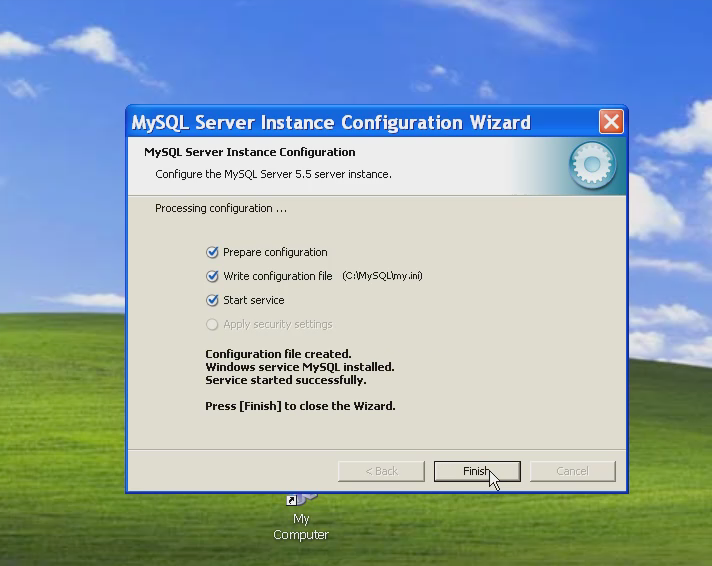 MySQL Server Instance Configuration Wizard
MySQL Server Instance Configuration
Configure the MySQL Server 5.5 server instance.
Processing configuration ...
Prepare configuration
Write configuration file (C:\MySQL\my.ini)
Start service
Apply security settings
Configuration file created.
Windows service MySQL installed.
Service started successfully.
Press [Finish] to close the Wizard.
< Back Finish Cancel
My
Computer